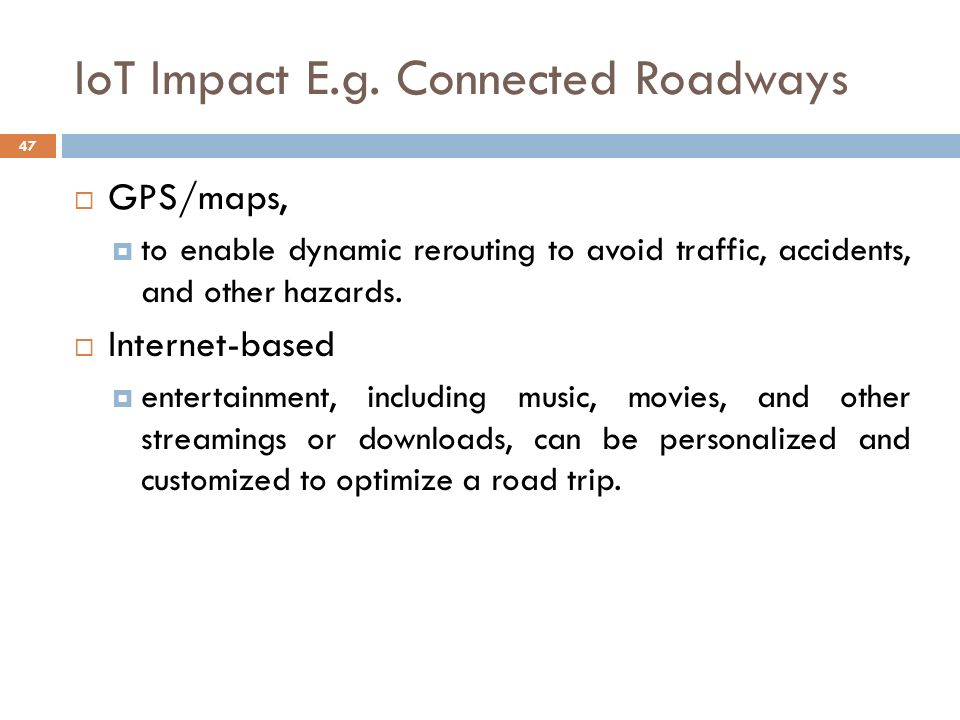 IoT Impact E.g. Connected Roadways
47
GPS/maps,
to enable dynamic rerouting to avoid traffic, accidents,
and other hazards.
Internet-based
entertainment, including music, movies, and other
streamings or downloads, can be personalized and
customized to optimize a road trip.